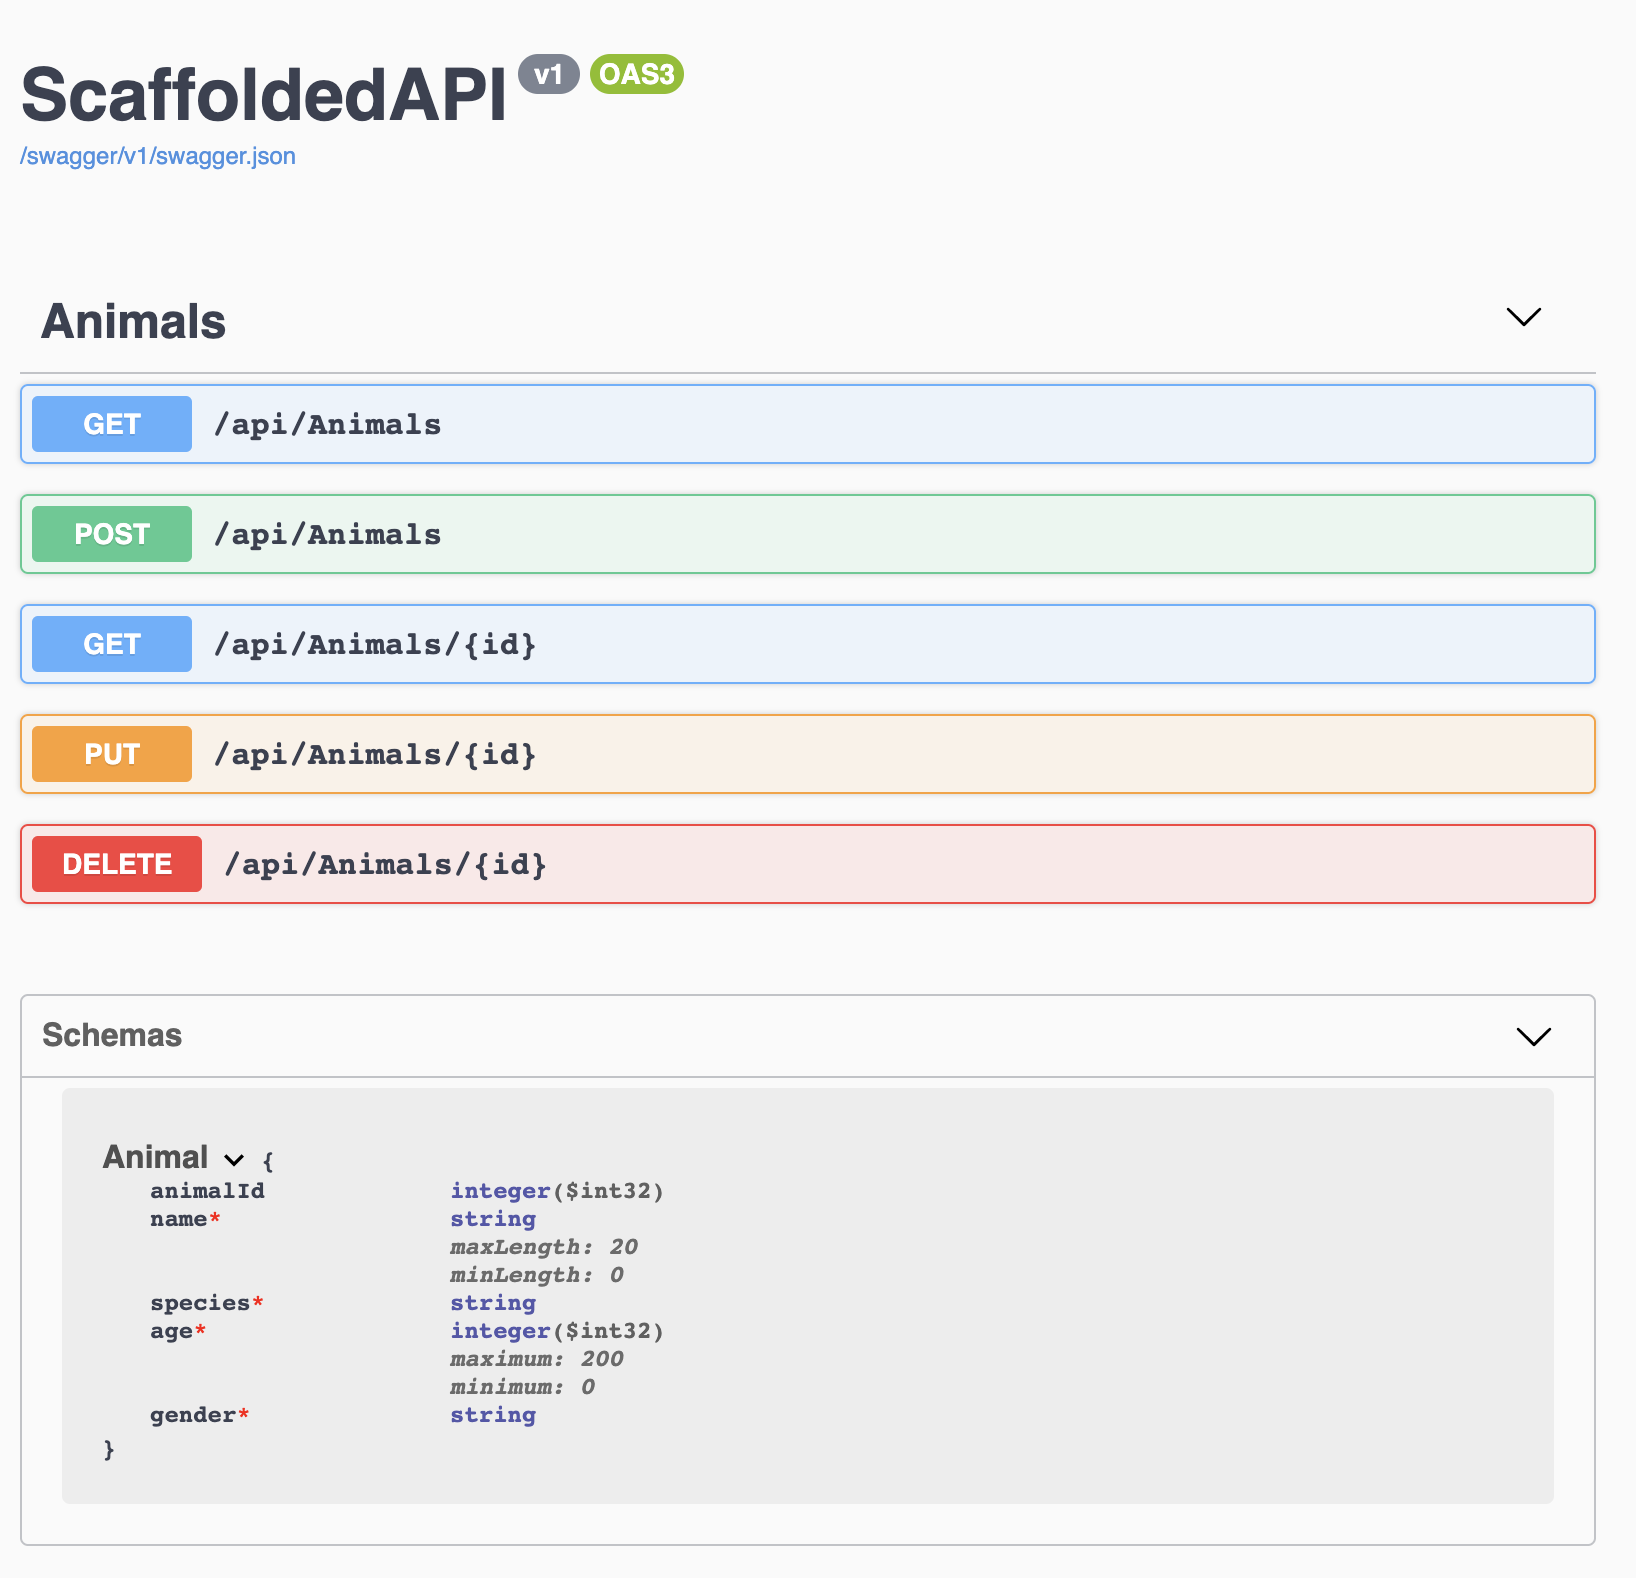 ScaffoldedAPI v1 OAS3
/swagger/v1/swagger.json
Animals
GET /api/Animals
POST /api/Animals
GET /api/Animals/{id}
PUT /api/Animals/{id}
DELETE /api/Animals/{id}
Schemas
Animal {
animalId integer($int32)
name* string
maxLength: 20
minLength: 0
species* string
age* integer($int32)
maximum: 200
minimum: 0
gender* string
}